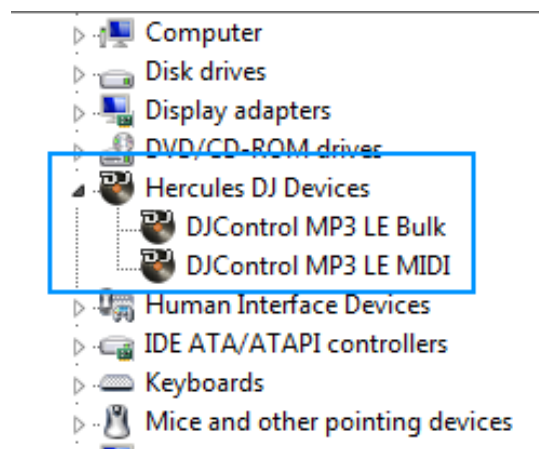 Computer
Disk drives
Display adapters
DVD/CD-ROM drives
Hercules DJ Devices
DJControl MP3 LE Bulk
DJControl MP3 LE MIDI
Human Interface Devices
IDE ATA/ATAPI controllers
Keyboards
Mice and other pointing devices